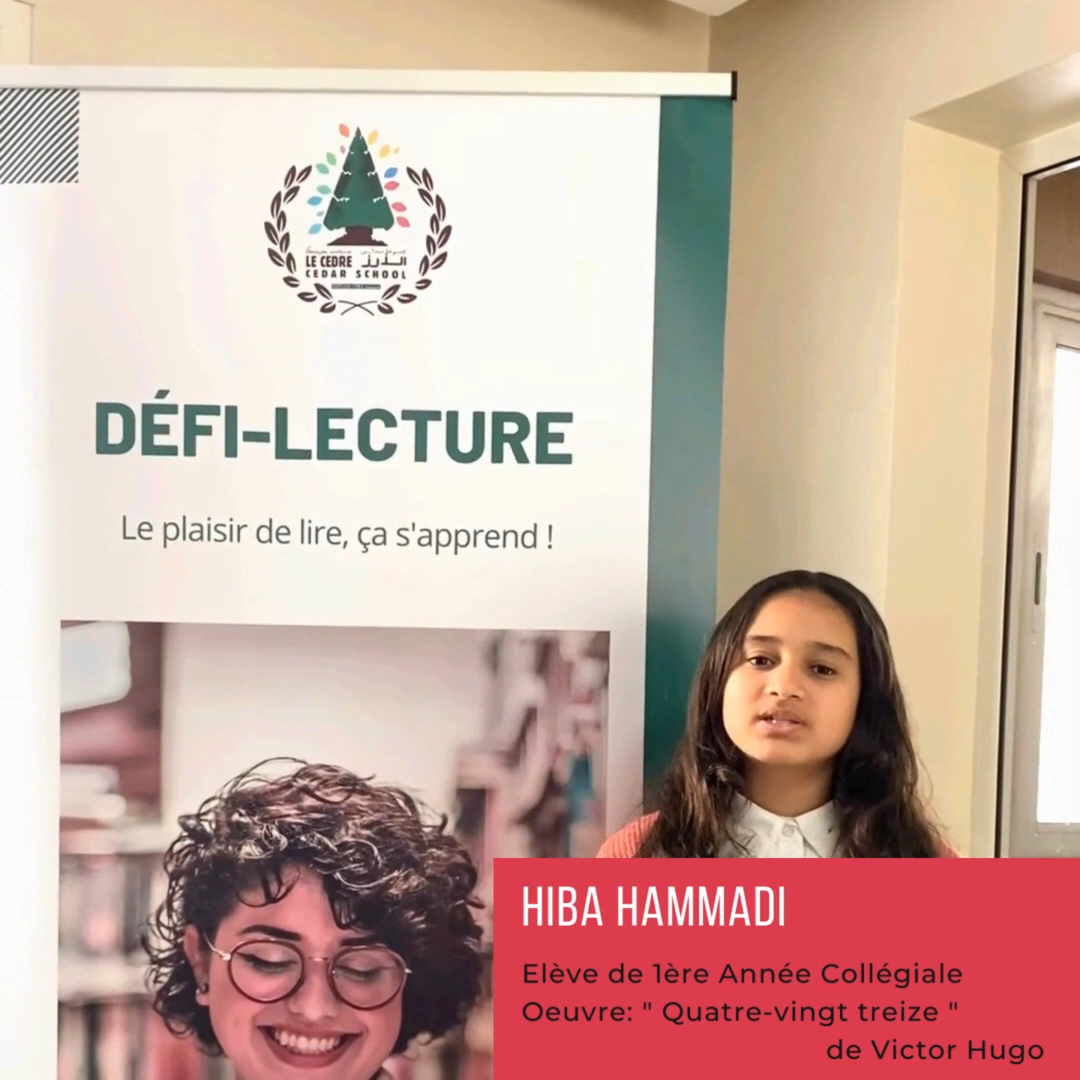 LE CEDRE الأرز
CEDAR SCHOOL
DÉFI-LECTURE
Le plaisir de lire, ça s'apprend !
HIBA HAMMADI
Elève de 1ère Année Collégiale
Oeuvre: " Quatre-vingt treize "
de Victor Hugo